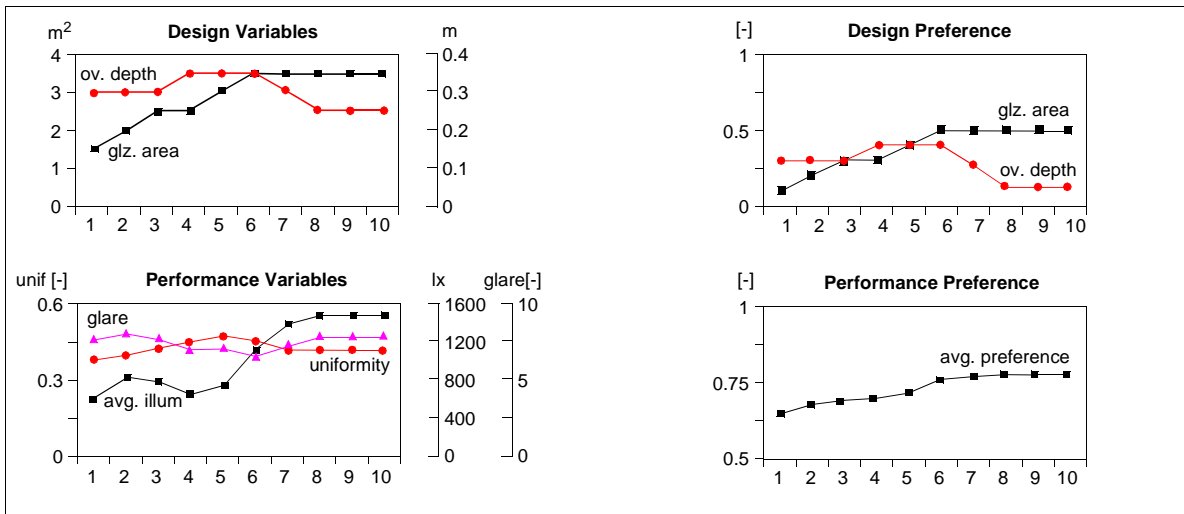 Design Variables
m² m
4 0.4
ov. depth
3 0.3
2 0.2
glz. area
1 0.1
0 0
1 2 3 4 5 6 7 8 9 10
Design Preference
[-]
1
glz. area
0.5
ov. depth
0
1 2 3 4 5 6 7 8 9 10
Performance Variables
unif [-] lx glare[-]
0.6 1600 10
glare
1200
uniformity
0.3 800 5
avg. illum
400
0 0 0
1 2 3 4 5 6 7 8 9 10
Performance Preference
[-]
1
avg. preference
0.75
0.5
1 2 3 4 5 6 7 8 9 10